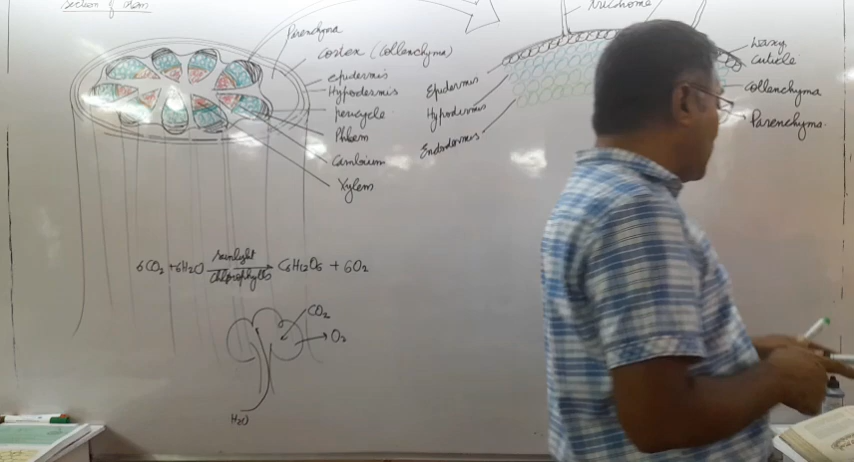 Section of stem
Trichome
Parenchyma
cortex (Collenchyma)
epidermis
Hypodermis
pericycle
Phloem
Cambium
Xylem
Epidermis
Hypodermis
Endodermis
Waxy
Cuticle
Collenchyma
Parenchyma
6CO₂ + 6H₂O sunlight chlorophylls C₆H₁₂O₆ + 6O₂
CO₂
O₂
H₂O